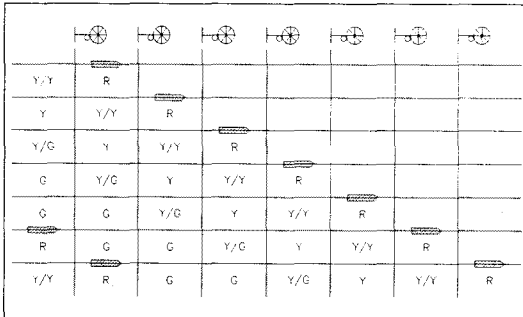 Y/Y R
Y Y/Y R
Y/G Y Y/Y R
G Y/G Y Y/Y R
G G Y/G Y Y/Y R
R G G Y/G Y Y/Y R
Y/Y R G G Y/G Y Y/Y R